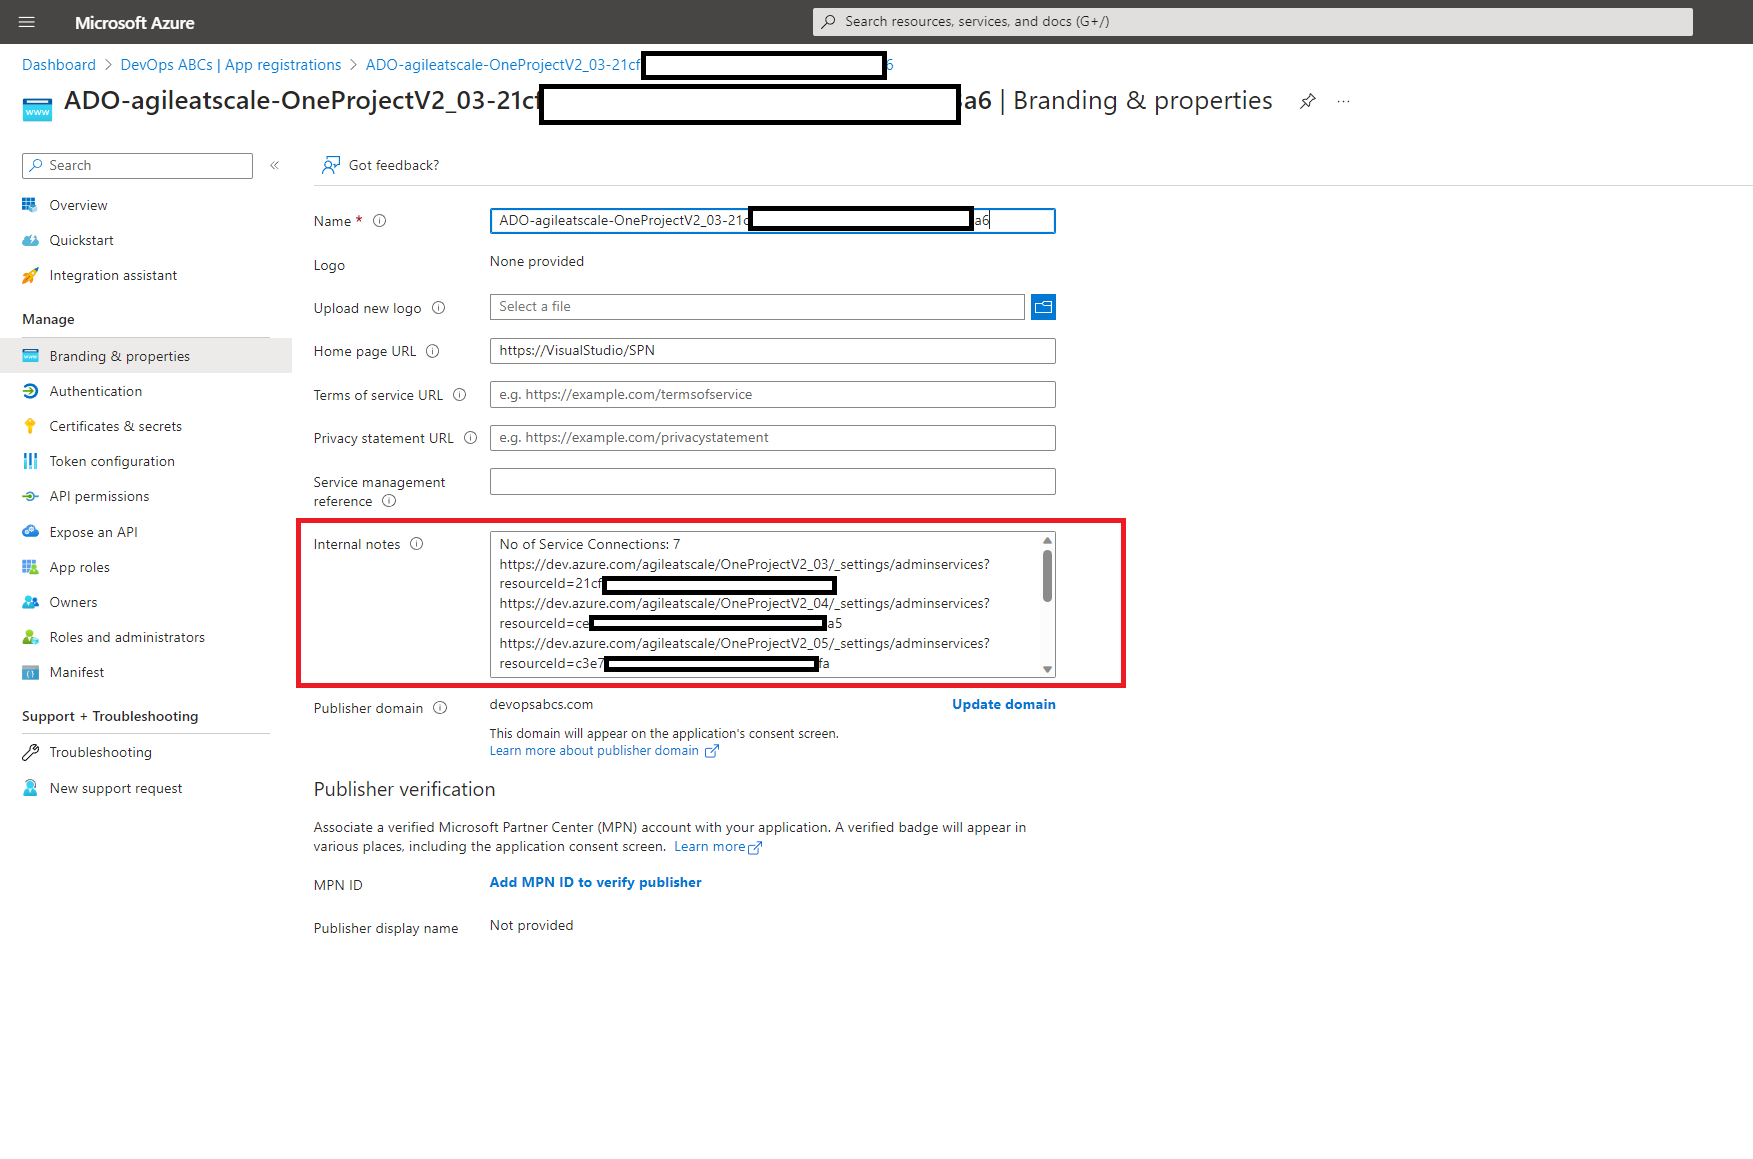 Microsoft Azure
Search resources, services, and docs (G+/)
Dashboard > DevOps ABCs | App registrations > ADO-agileatscale-OneProjectV2_03-21cf 6
ADO-agileatscale-OneProjectV2_03-21cf a6 | Branding & properties
Search
Got feedback?
Overview
Quickstart
Integration assistant
Manage
Branding & properties
Authentication
Certificates & secrets
Token configuration
API permissions
Expose an API
App roles
Owners
Roles and administrators
Manifest
Support + Troubleshooting
Troubleshooting
New support request
Name * ADO-agileatscale-OneProjectV2_03-21c a6
Logo None provided
Upload new logo Select a file
Home page URL https://VisualStudio/SPN
Terms of service URL e.g. https://example.com/termsofservice
Privacy statement URL e.g. https://example.com/privacystatement
Service management
reference
Internal notes No of Service Connections: 7
https://dev.azure.com/agileatscale/OneProjectV2_03/_settings/adminservices?
resourceId=21cf
https://dev.azure.com/agileatscale/OneProjectV2_04/_settings/adminservices?
resourceId=ce a5
https://dev.azure.com/agileatscale/OneProjectV2_05/_settings/adminservices?
resourceId=c3e7 fa
Publisher domain devopsabcs.com Update domain
This domain will appear on the application's consent screen.
Learn more about publisher domain
Publisher verification
Associate a verified Microsoft Partner Center (MPN) account with your application. A verified badge will appear in
various places, including the application consent screen. Learn more
MPN ID Add MPN ID to verify publisher
Publisher display name Not provided